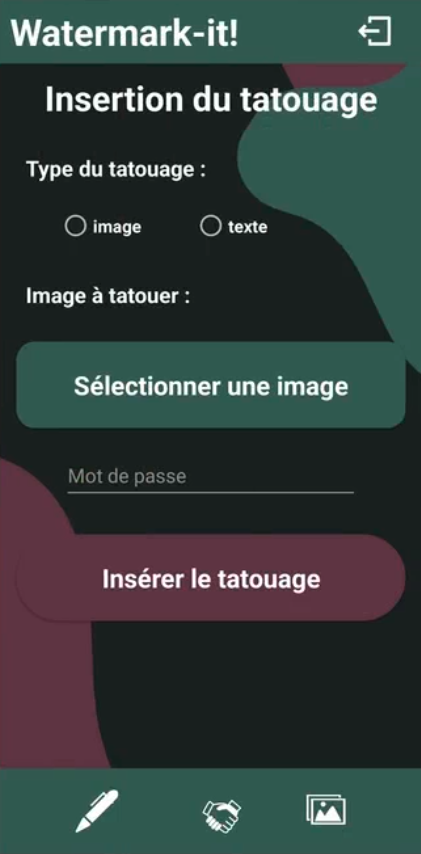 Watermark-it!
Insertion du tatouage
Type du tatouage :
image texte
Image à tatouer :
Sélectionner une image
Mot de passe
Insérer le tatouage